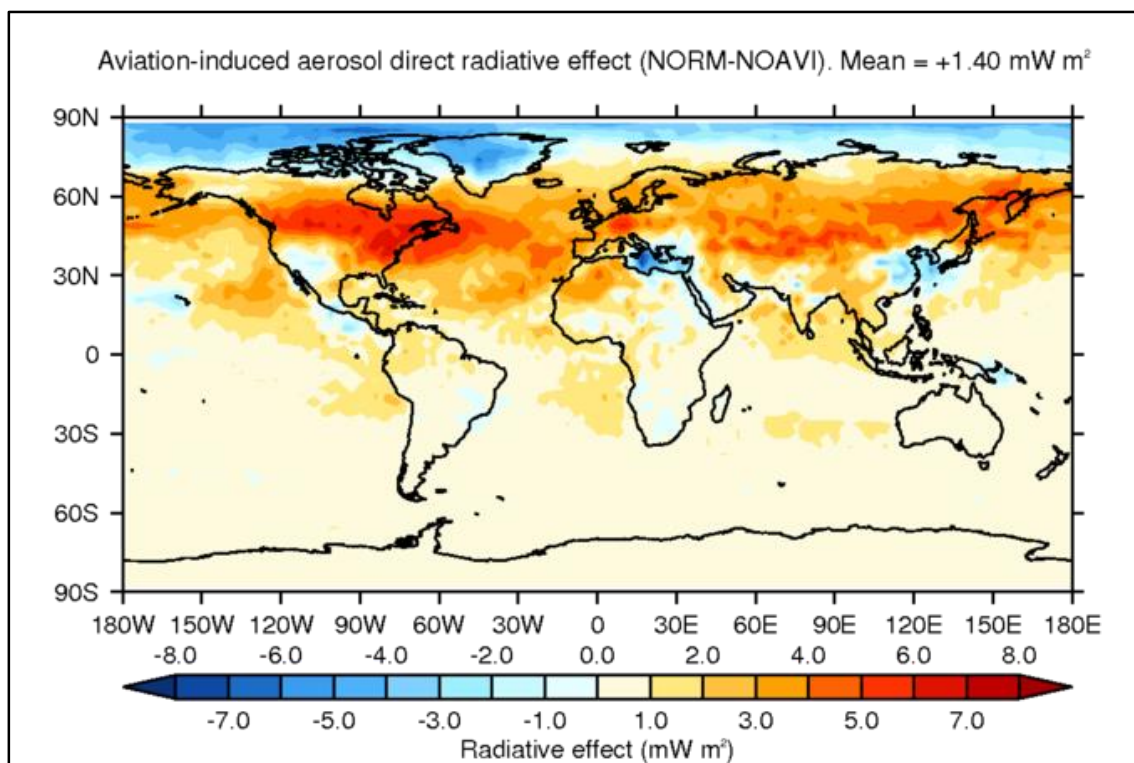 Aviation-induced aerosol direct radiative effect (NORM-NOAVI). Mean = +1.40 mW m²
90N
60N
30N
0
30S
60S
90S
180W 150W 120W 90W 60W 30W 0 30E 60E 90E 120E 150E 180E
-8.0 -6.0 -4.0 -2.0 0.0 2.0 4.0 6.0 8.0
-7.0 -5.0 -3.0 -1.0 1.0 3.0 5.0 7.0
Radiative effect (mW m²)